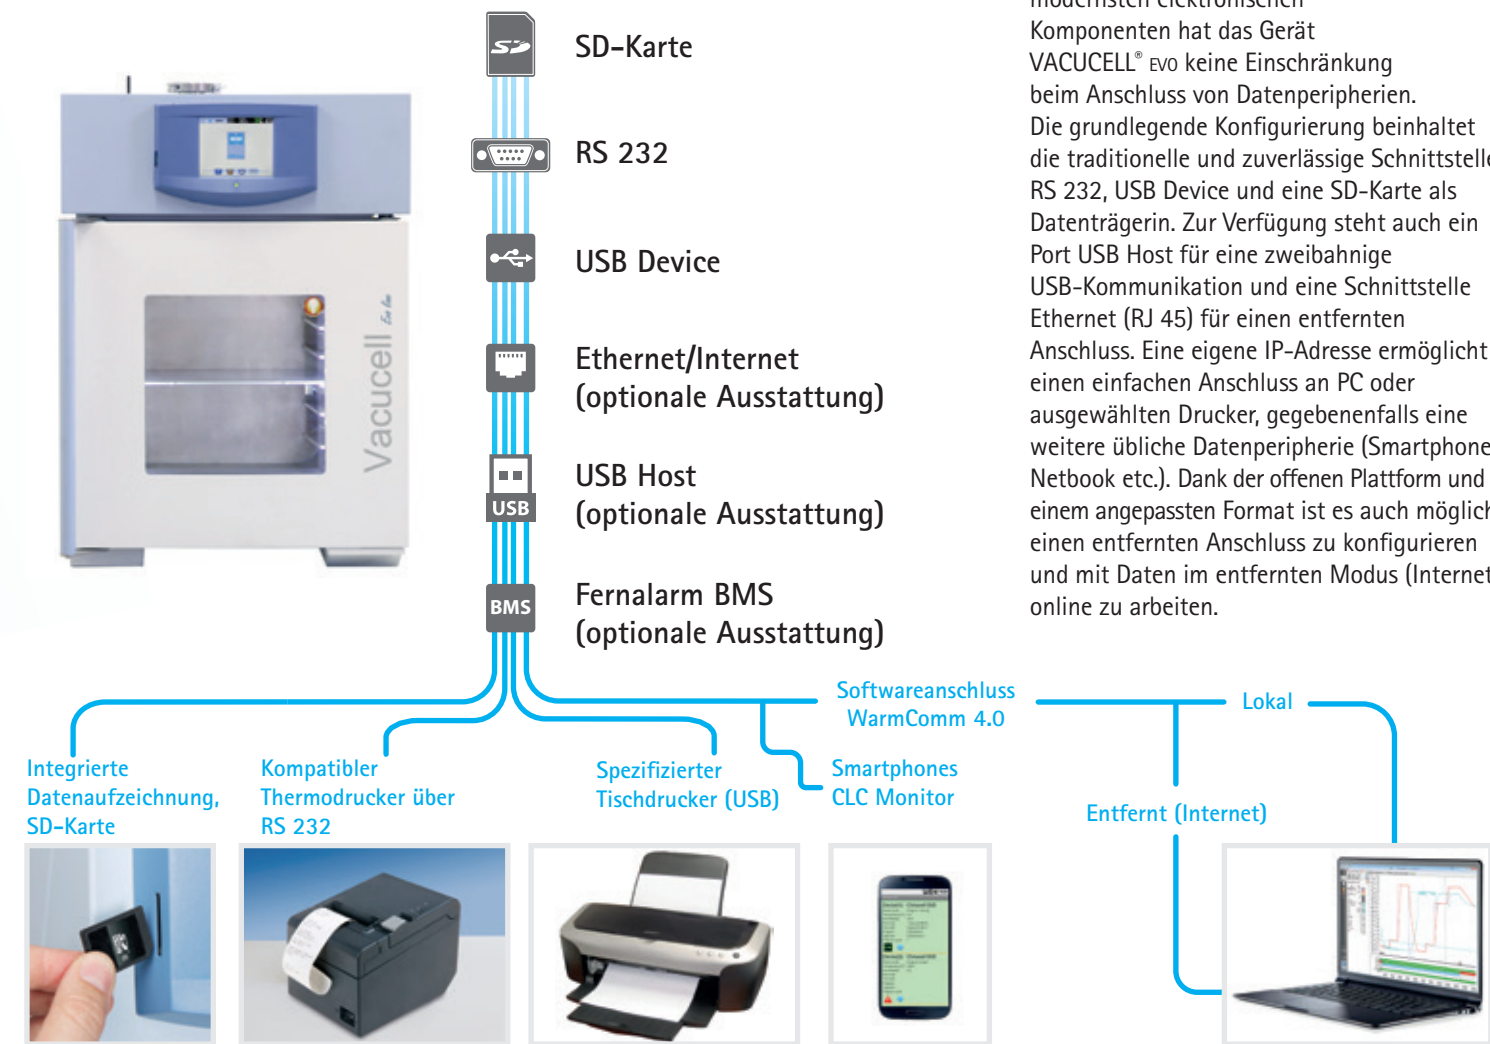 SD-Karte
RS 232
USB Device
Ethernet/Internet
(optionale Ausstattung)
USB Host
(optionale Ausstattung)
USB
Fernalarm BMS
(optionale Ausstattung)
BMS
Vacucell
Komponenten hat das Gerät
VACUCELL® EVO keine Einschränkung
beim Anschluss von Datenperipherien.
Die grundlegende Konfigurierung beinhaltet
die traditionelle und zuverlässige Schnittstelle
RS 232, USB Device und eine SD-Karte als
Datenträgerin. Zur Verfügung steht auch ein
Port USB Host für eine zweibahnige
USB-Kommunikation und eine Schnittstelle
Ethernet (RJ 45) für einen entfernten
Anschluss. Eine eigene IP-Adresse ermöglicht
einen einfachen Anschluss an PC oder
ausgewählten Drucker, gegebenenfalls eine
weitere übliche Datenperipherie (Smartphone
Netbook etc.). Dank der offenen Plattform und
einem angepassten Format ist es auch möglich
einen entfernten Anschluss zu konfigurieren
und mit Daten im entfernten Modus (Internet
online zu arbeiten.
Softwareanschluss
WarmComm 4.0
Lokal
Entfernt (Internet)
Integrierte
Datenaufzeichnung,
SD-Karte
Kompatibler
Thermodrucker über
RS 232
Spezifizierter
Tischdrucker (USB)
Smartphones
CLC Monitor